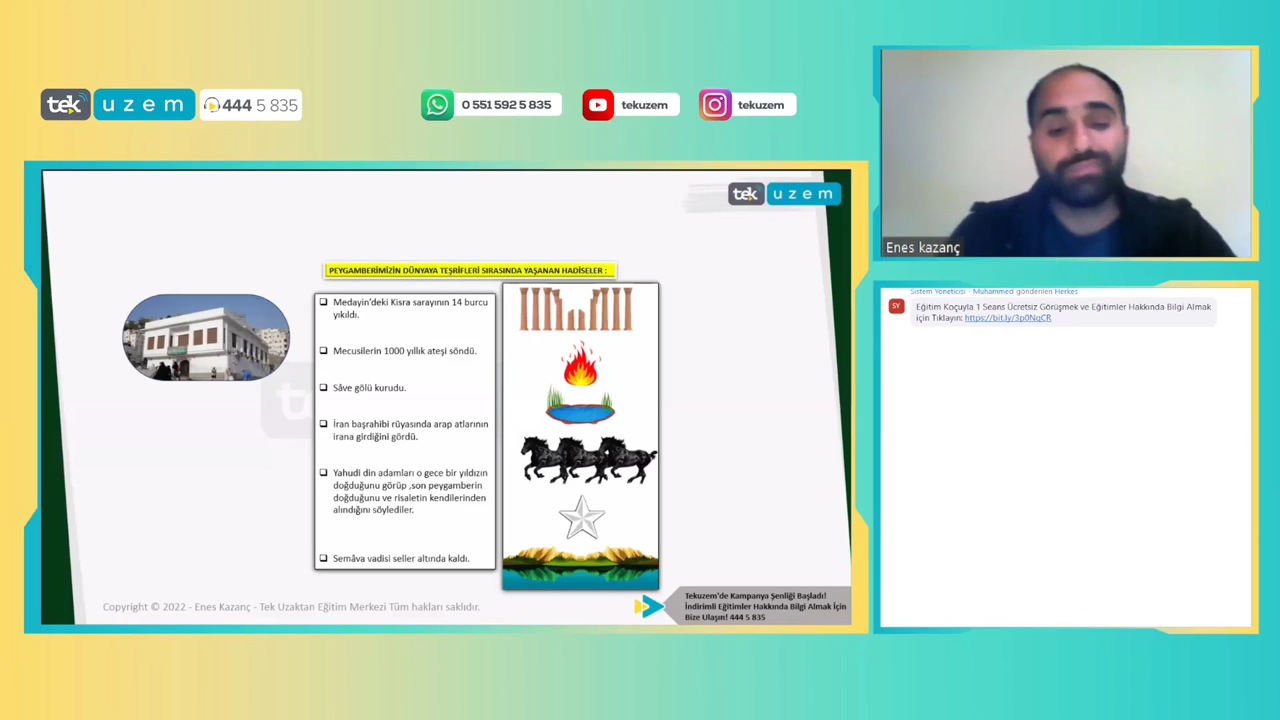 tek uzem 444 5 835
0 551 592 5 835
tekuzem
tekuzem
tek uzem
PEYGAMBERİMİZİN DÜNYAYA TEŞRİFLERİ SIRASINDA YAŞANAN HADİSELER :
Medayin'deki Kisra sarayının 14 burcu
yıkıldı.
Mecusilerin 1000 yıllık ateşi söndü.
Sâve gölü kurudu.
İran başrahibi rüyasında arap atlarının
irana girdiğini gördü.
Yahudi din adamları o gece bir yıldızın
doğduğunu görüp ,son peygamberin
doğduğunu ve risaletin kendilerinden
alındığını söylediler.
Semâva vadisi seller altında kaldı.
Copyright © 2022 - Enes Kazanç - Tek Uzaktan Eğitim Merkezi Tüm hakları saklıdır.
Tekuzem'de Kampanya Şenliği Başladı!
İndirimli Eğitimler Hakkında Bilgi Almak İçin
Bize Ulaşın! 444 5 835
Enes kazanç
Sistem Yöneticisi - Muhammed gönderilen Herkes
SY
Eğitim Koçuyla 1 Seans Ücretsiz Görüşmek ve Eğitimler Hakkında Bilgi Almak
için Tıklayın: https://bit.ly/3p0NqCR